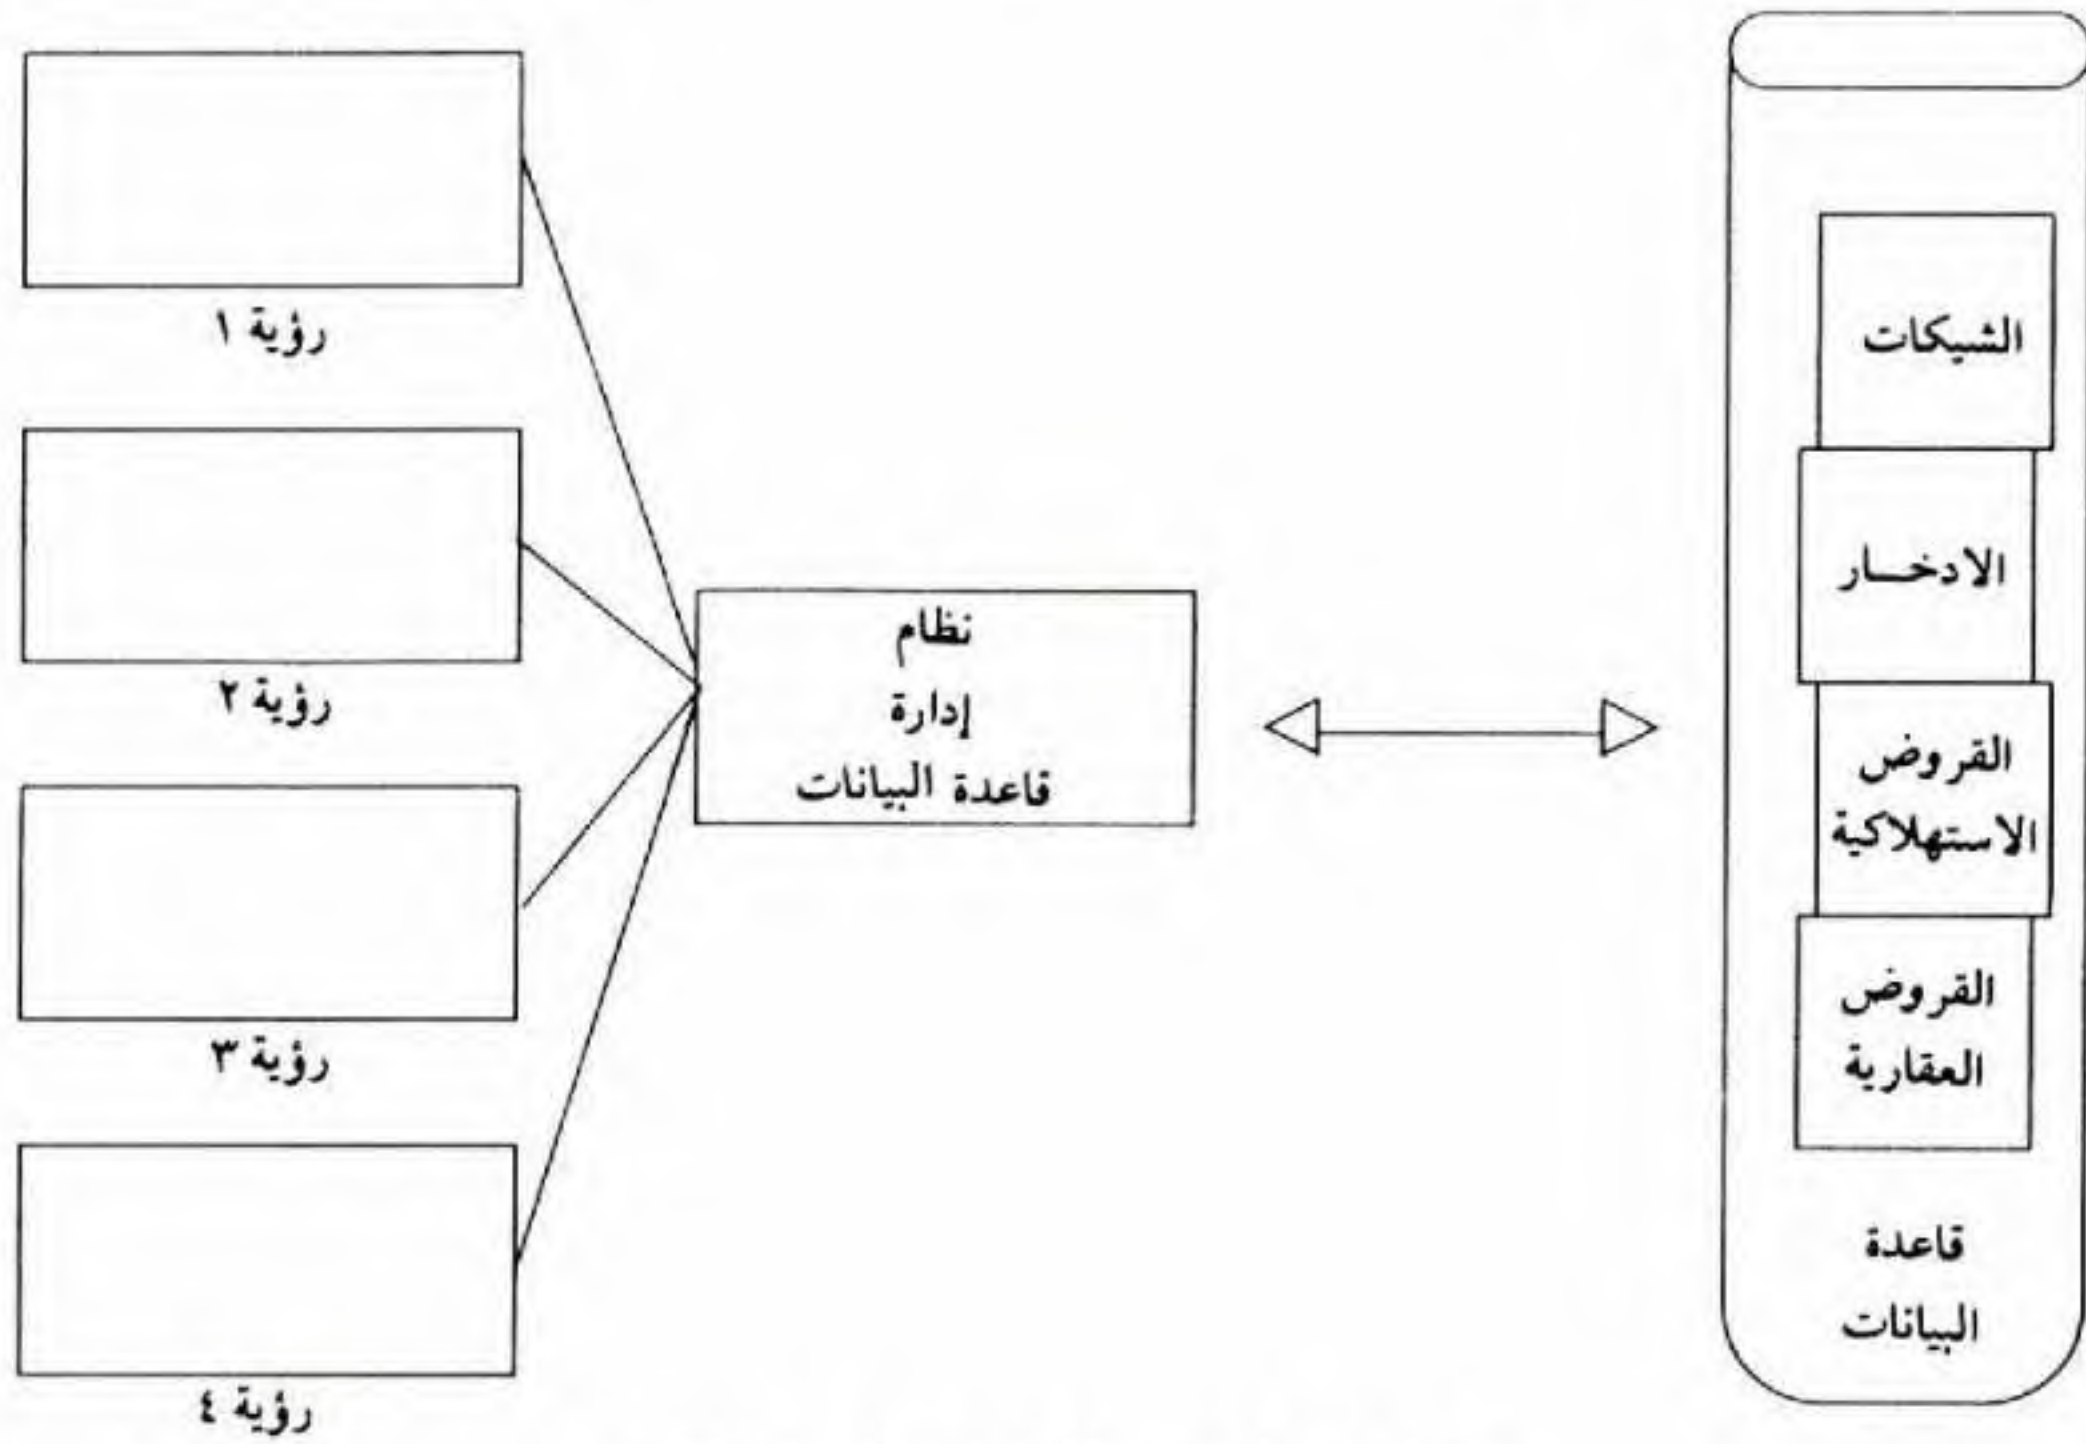 رؤية ١
رؤية ٢
رؤية ٣
رؤية ٤
نظام
إدارة
قاعدة البيانات
الشيكات
الادخــار
القروض
الاستهلاكية
القروض
العقارية
قاعدة
البيانات